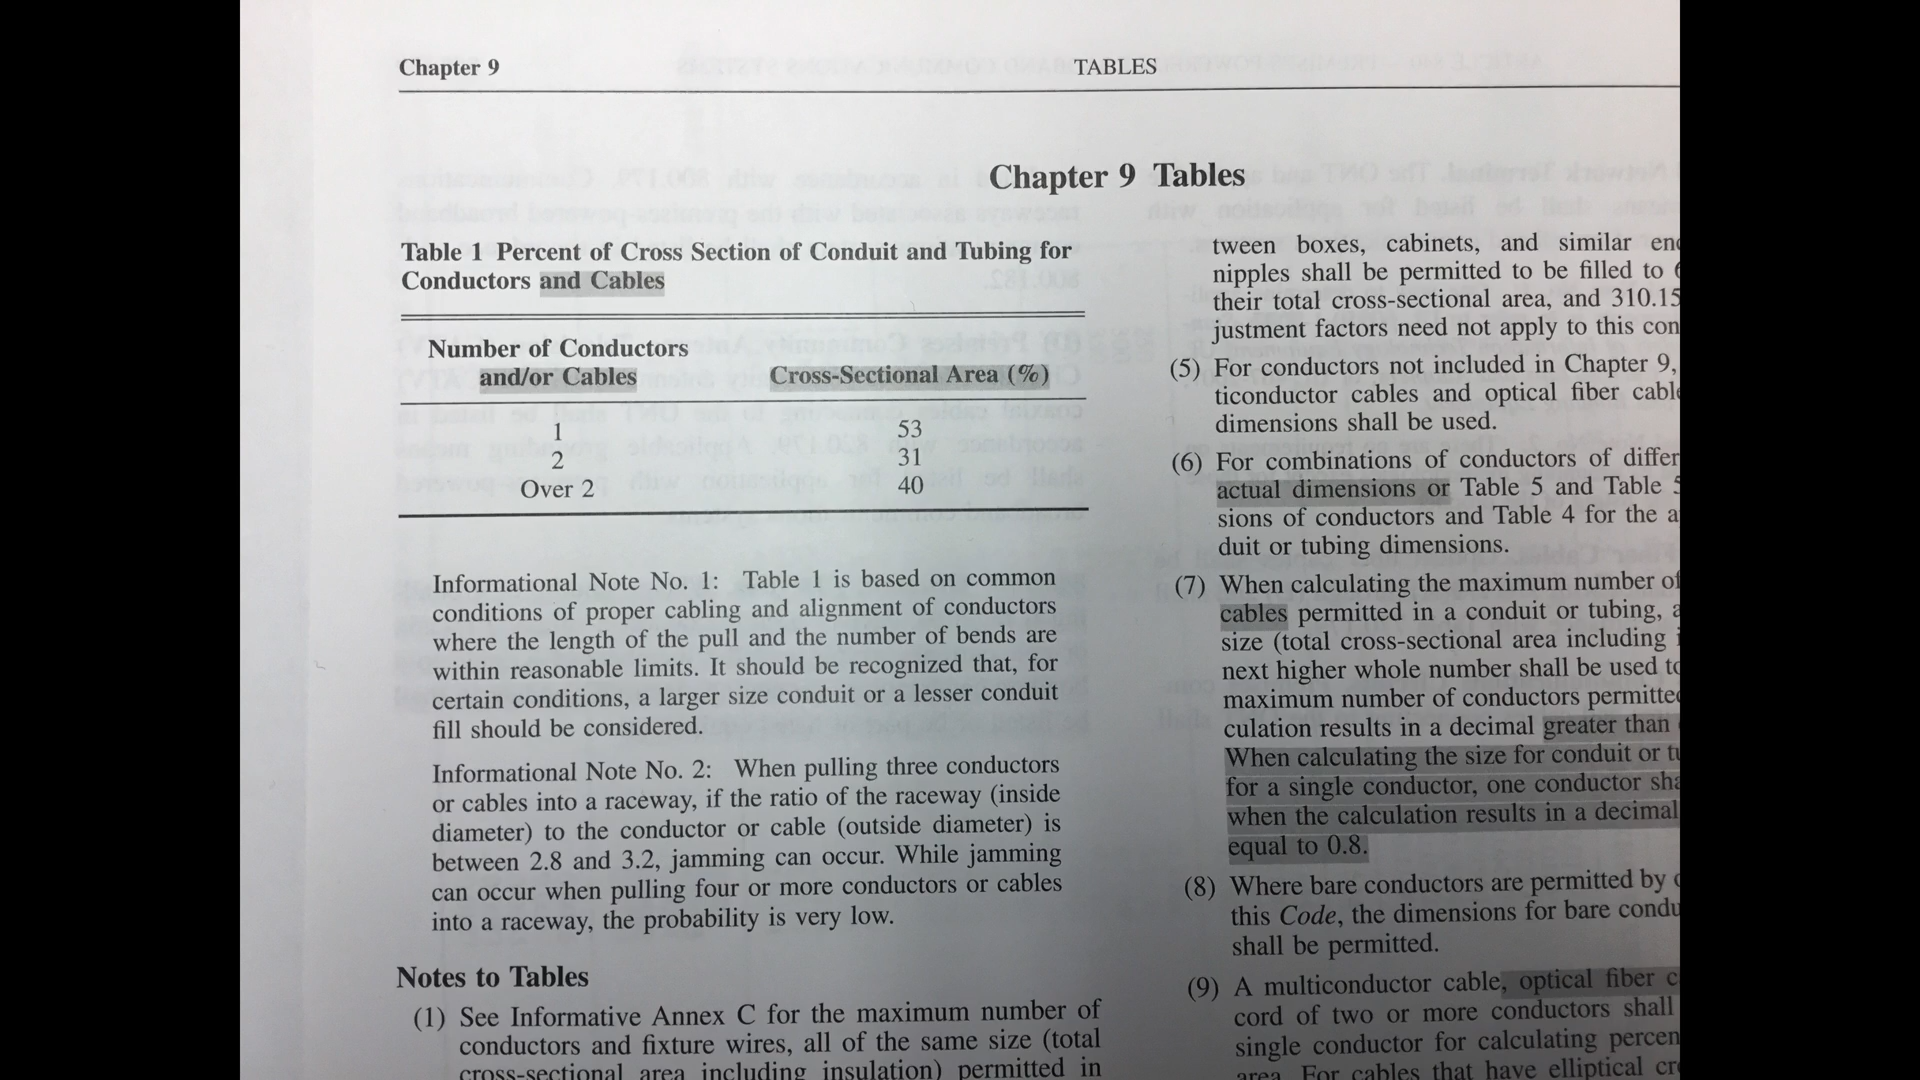 Chapter 9
TABLES
Chapter 9 Tables
Table 1 Percent of Cross Section of Conduit and Tubing for
Conductors and Cables
Number of Conductors
and/or Cables
Cross-Sectional Area (%)
1 53
2 31
Over 2 40
Informational Note No. 1: Table 1 is based on common
conditions of proper cabling and alignment of conductors
where the length of the pull and the number of bends are
within reasonable limits. It should be recognized that, for
certain conditions, a larger size conduit or a lesser conduit
fill should be considered.
Informational Note No. 2: When pulling three conductors
or cables into a raceway, if the ratio of the raceway (inside
diameter) to the conductor or cable (outside diameter) is
between 2.8 and 3.2, jamming can occur. While jamming
can occur when pulling four or more conductors or cables
into a raceway, the probability is very low.
Notes to Tables
(1) See Informative Annex C for the maximum number of
conductors and fixture wires, all of the same size (total
cross-sectional area including insulation) permitted in
tween boxes, cabinets, and similar
nipples shall be permitted to be filled to
their total cross-sectional area, and 310.15
justment factors need not apply to this con
(5) For conductors not included in Chapter 9,
ticonductor cables and optical fiber
dimensions shall be used.
(6) For combinations of conductors of differ
actual dimensions or Table 5 and Table
sions of conductors and Table 4 for the
duit or tubing dimensions.
(7) When calculating the maximum number of
cables permitted in a conduit or tubing,
size (total cross-sectional area including
next higher whole number shall be used
maximum number of conductors
culation results in a decimal greater than
When calculating the size for conduit or
for a single conductor, one conductor
when the calculation results in a decimal
equal to 0.8.
(8) Where bare conductors are permitted by
this Code, the dimensions for bare condu
shall be permitted.
(9) A multiconductor cable, optical fiber
cord of two or more conductors shall
single conductor for calculating percen
area. For cables that have elliptical